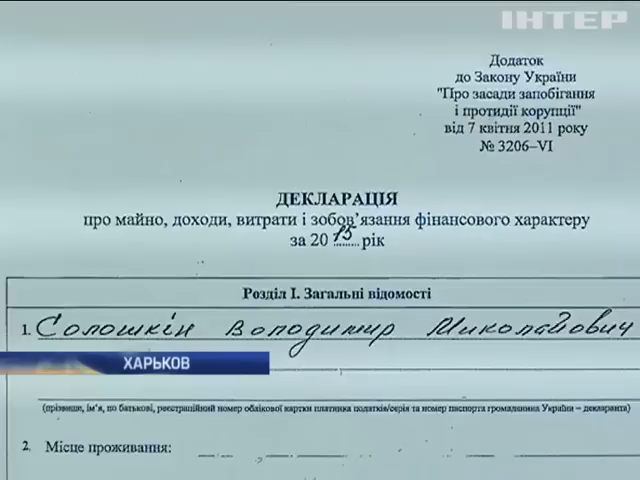 ІНТЕР
Додаток
до Закону України
"Про засади запобігання
і протидії корупції"
від 7 квітня 2011 року
№ 3206–VI
ДЕКЛАРАЦІЯ
про майно, доходи, витрати і зобов’язання фінансового характеру
за 2015 рік
Розділ I. Загальні відомості
1. Солошкін Володимир Миколайович
ХАРЬКОВ
(прізвище, ім’я, по батькові, реєстраційний номер облікової картки платника податків/серія та номер паспорта громадянина України – декларанта)
2. Місце проживання: